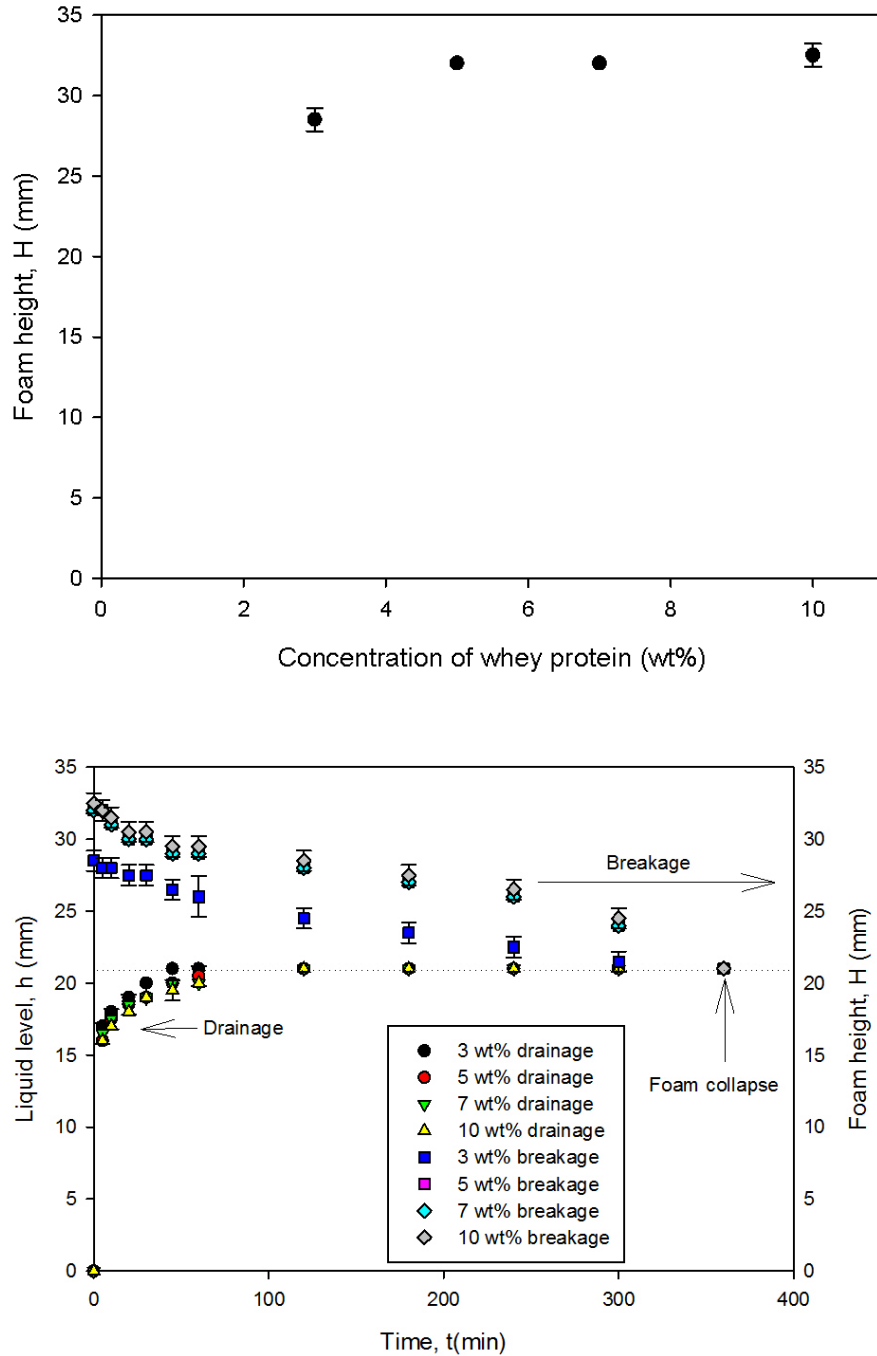 35
30
25
20
15
10
5
0
Foam height, H (mm)
0 2 4 6 8 10
Concentration of whey protein (wt%)
35 35
30 30
25 25
20 20
15 15
10 10
5 5
0 0
Liquid level, h (mm)
Foam height, H (mm)
Breakage
Drainage
Foam collapse
3 wt% drainage
5 wt% drainage
7 wt% drainage
10 wt% drainage
3 wt% breakage
5 wt% breakage
7 wt% breakage
10 wt% breakage
0 100 200 300 400
Time, t(min)